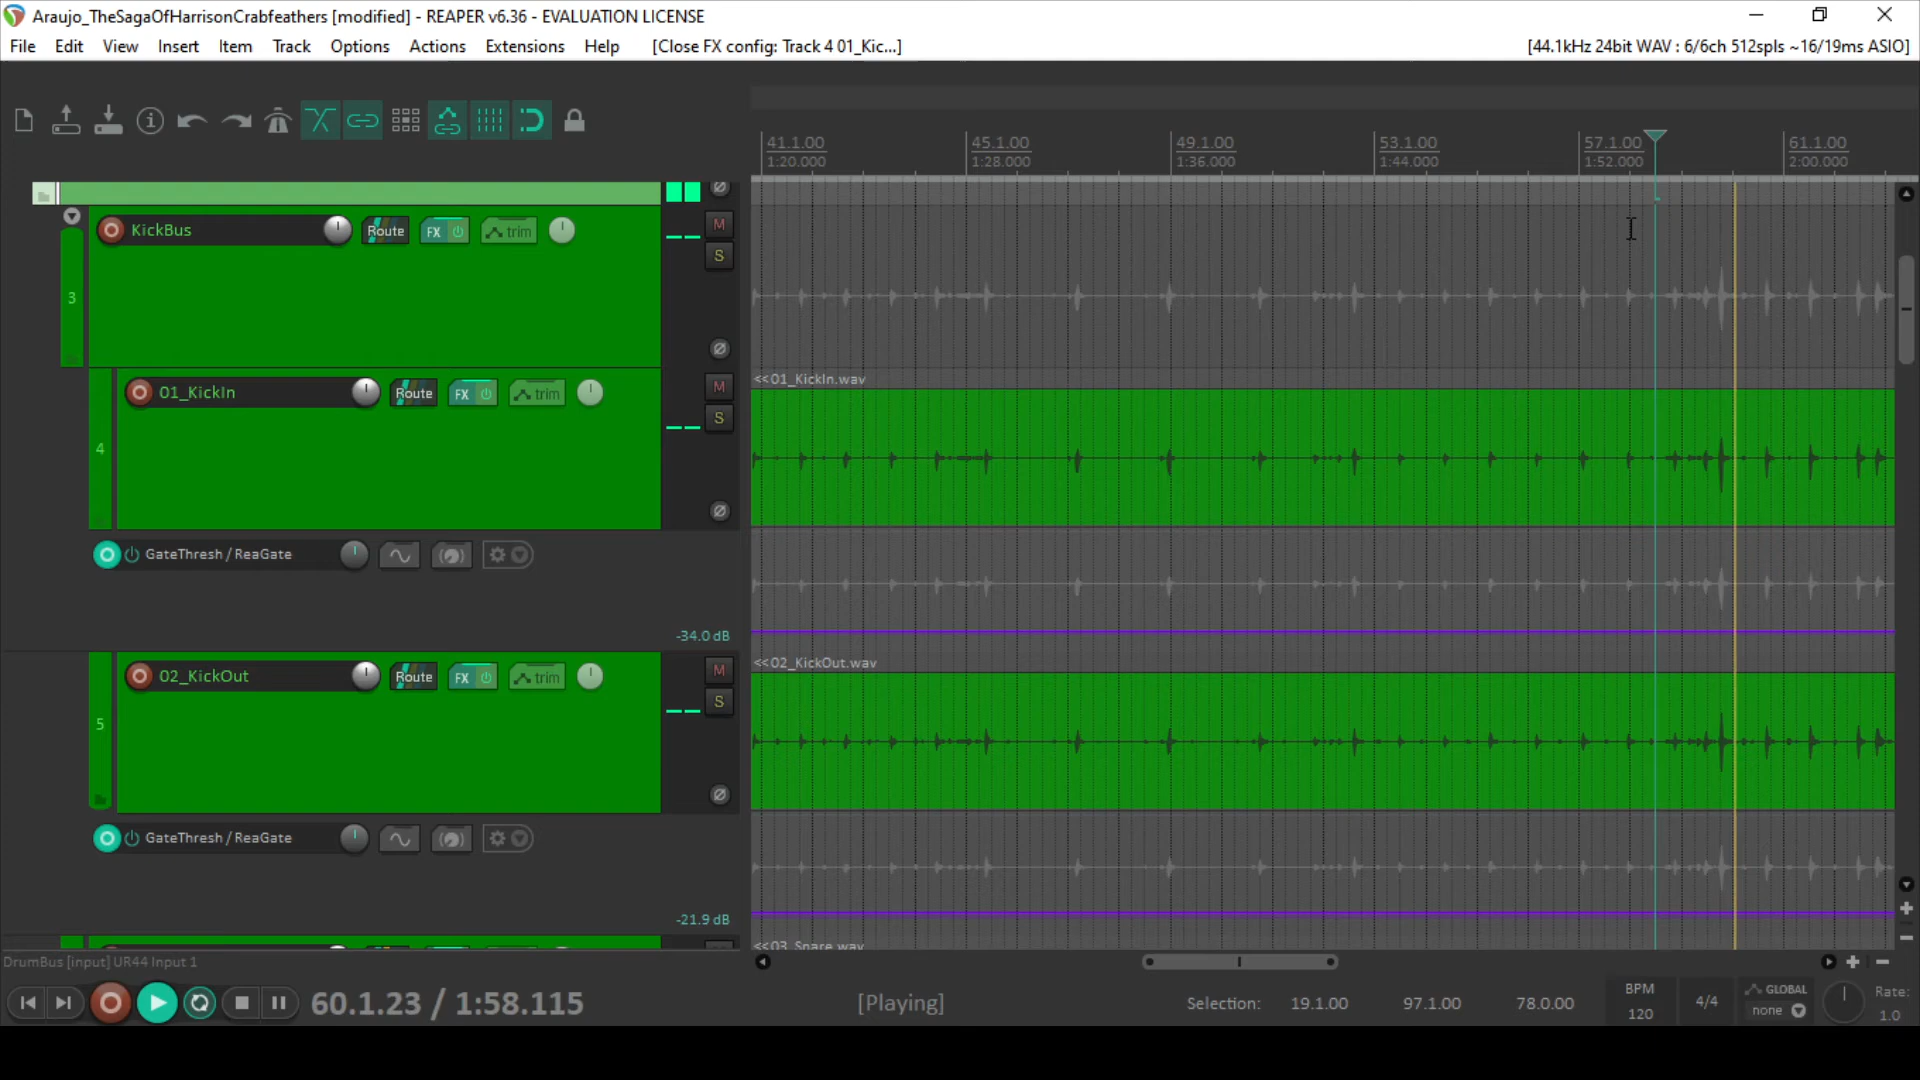 Araujo_TheSagaOfHarrisonCrabfeathers [modified] - REAPER v6.36 - EVALUATION LICENSE
File Edit View Insert Item Track Options Actions Extensions Help [Close FX config: Track 4 01_Kic...] [44.1kHz 24bit WAV : 6/6ch 512spls ~16/19ms ASIO]
41.1.00 45.1.00 49.1.00 53.1.00 57.1.00 61.1.00
1:20.000 1:28.000 1:36.000 1:44.000 1:52.000 2:00.000
KickBus Route FX trim M
S
3
<<01_KickIn.wav
01_KickIn Route FX trim M
S
4
GateThresh / ReaGate
-34.0 dB
<<02_KickOut.wav
02_KickOut Route FX trim M
S
5
GateThresh / ReaGate
-21.9 dB
<<03_Snare.wav
DrumBus [input] UR44 Input 1
60.1.23 / 1:58.115 [Playing] Selection: 19.1.00 97.1.00 78.0.00
BPM
120
4/4
GLOBAL
none
Rate:
1.0